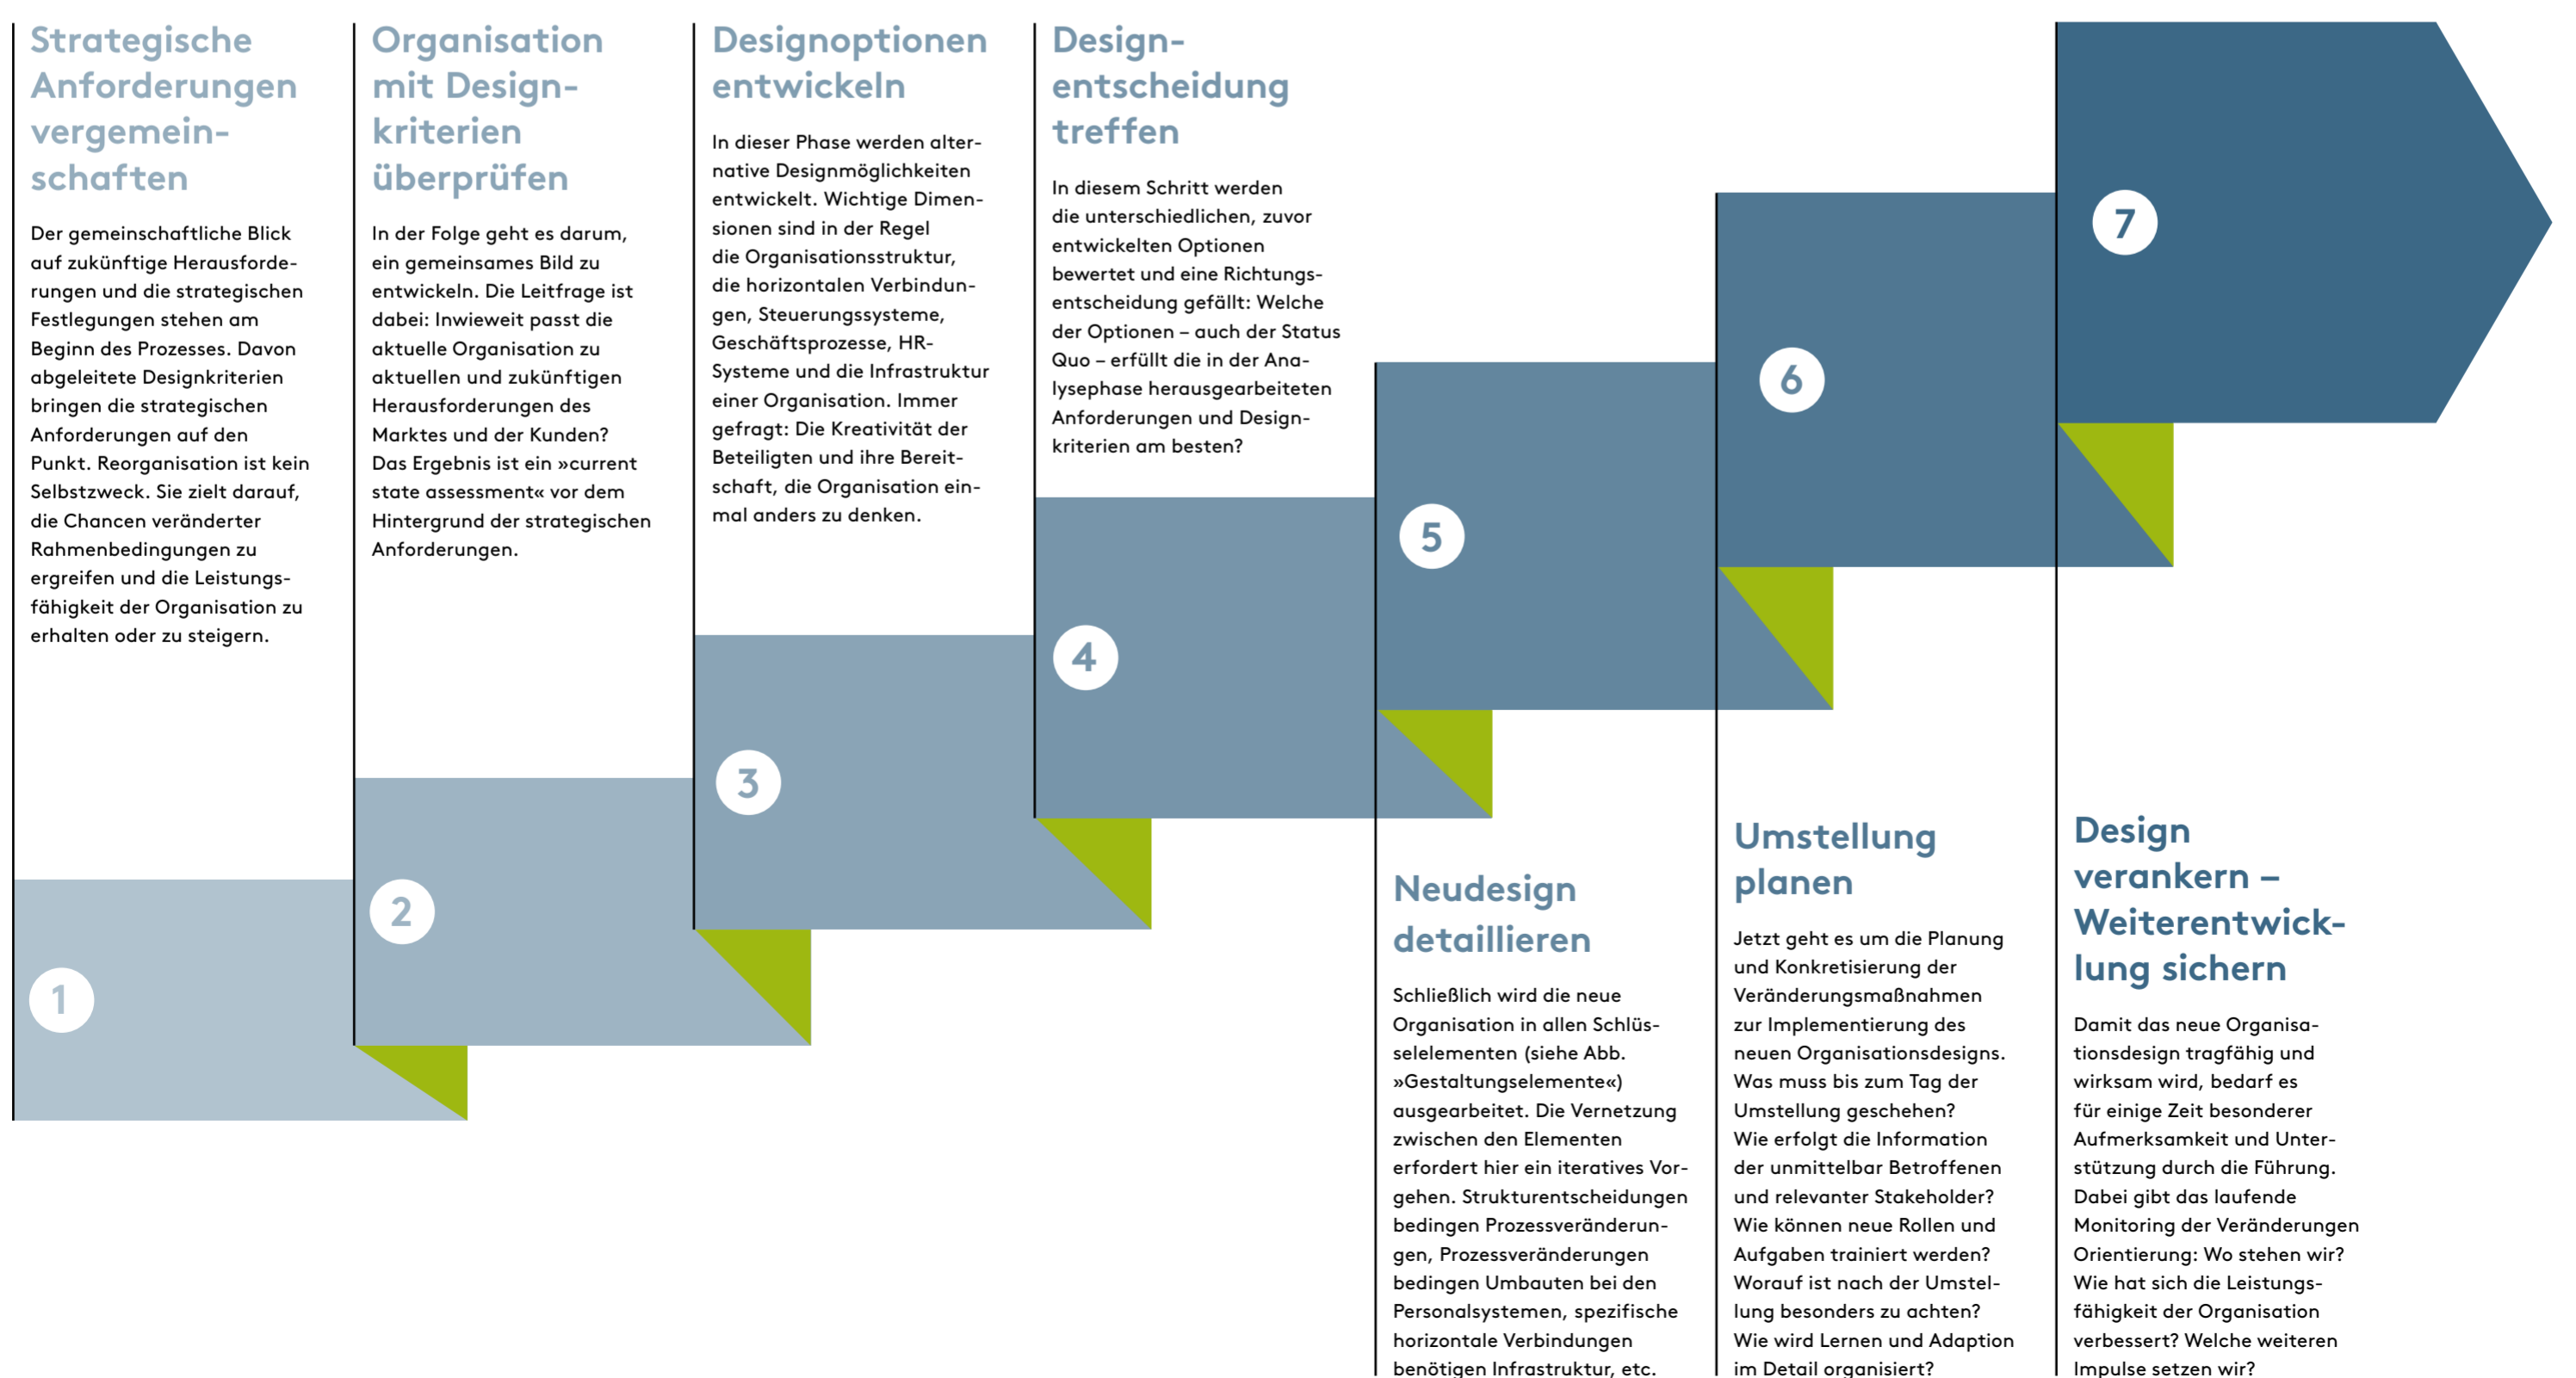 Strategische
Anforderungen
vergemein-
schaften
Der gemeinschaftliche Blick
auf zukünftige Herausforde-
rungen und die strategischen
Festlegungen stehen am
Beginn des Prozesses. Davon
abgeleitete Designkriterien
bringen die strategischen
Anforderungen auf den
Punkt. Reorganisation ist kein
Selbstzweck. Sie zielt darauf,
die Chancen veränderter
Rahmenbedingungen zu
ergreifen und die Leistungs-
fähigkeit der Organisation zu
erhalten oder zu steigern.
1
Organisation
mit Design-
kriterien
überprüfen
In der Folge geht es darum,
ein gemeinsames Bild zu
entwickeln. Die Leitfrage ist
dabei: Inwieweit passt die
aktuelle Organisation zu
aktuellen und zukünftigen
Herausforderungen des
Marktes und der Kunden?
Das Ergebnis ist ein »current
state assessment« vor dem
Hintergrund der strategischen
Anforderungen.
2
Designoptionen
entwickeln
In dieser Phase werden alter-
native Designmöglichkeiten
entwickelt. Wichtige Dimen-
sionen sind in der Regel
die Organisationsstruktur,
die horizontalen Verbindun-
gen, Steuerungssysteme,
Geschäftsprozesse, HR-
Systeme und die Infrastruktur
einer Organisation. Immer
gefragt: Die Kreativität der
Beteiligten und ihre Bereit-
schaft, die Organisation ein-
mal anders zu denken.
3
Design-
entscheidung
treffen
In diesem Schritt werden
die unterschiedlichen, zuvor
entwickelten Optionen
bewertet und eine Richtungs-
entscheidung gefällt: Welche
der Optionen – auch der Status
Quo – erfüllt die in der Ana-
lysephase herausgearbeiteten
Anforderungen und Design-
kriterien am besten?
4
5
Neudesign
detaillieren
Schließlich wird die neue
Organisation in allen Schlüs-
selelementen (siehe Abb.
»Gestaltungselemente«)
ausgearbeitet. Die Vernetzung
zwischen den Elementen
erfordert hier ein iteratives Vor-
gehen. Strukturentscheidungen
bedingen Prozessveränderun-
gen, Prozessveränderungen
bedingen Umbauten bei den
Personalsystemen, spezifische
horizontale Verbindungen
benötigen Infrastruktur, etc.
6
Umstellung
planen
Jetzt geht es um die Planung
und Konkretisierung der
Veränderungsmaßnahmen
zur Implementierung des
neuen Organisationsdesigns.
Was muss bis zum Tag der
Umstellung geschehen?
Wie erfolgt die Information
der unmittelbar Betroffenen
und relevanter Stakeholder?
Wie können neue Rollen und
Aufgaben trainiert werden?
Worauf ist nach der Umstel-
lung besonders zu achten?
Wie wird Lernen und Adaption
im Detail organisiert?
7
Design
verankern –
Weiterentwick-
lung sichern
Damit das neue Organisa-
tionsdesign tragfähig und
wirksam wird, bedarf es
für einige Zeit besonderer
Aufmerksamkeit und Unter-
stützung durch die Führung.
Dabei gibt das laufende
Monitoring der Veränderungen
Orientierung: Wo stehen wir?
Wie hat sich die Leistungs-
fähigkeit der Organisation
verbessert? Welche weiteren
Impulse setzen wir?